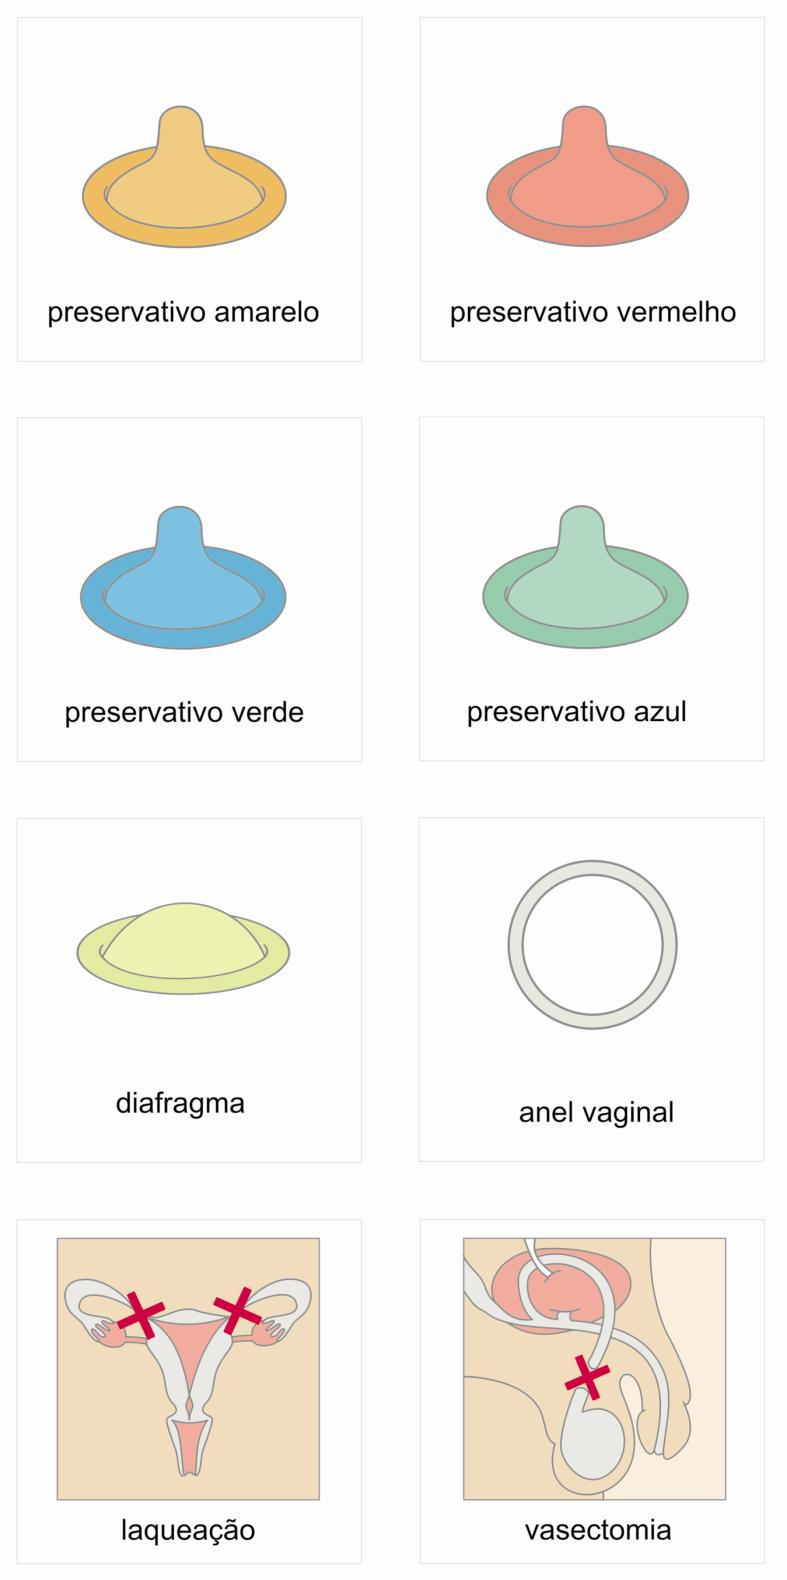 preservativo amarelo
preservativo vermelho
preservativo verde
preservativo azul
diafragma
anel vaginal
laqueação
vasectomia